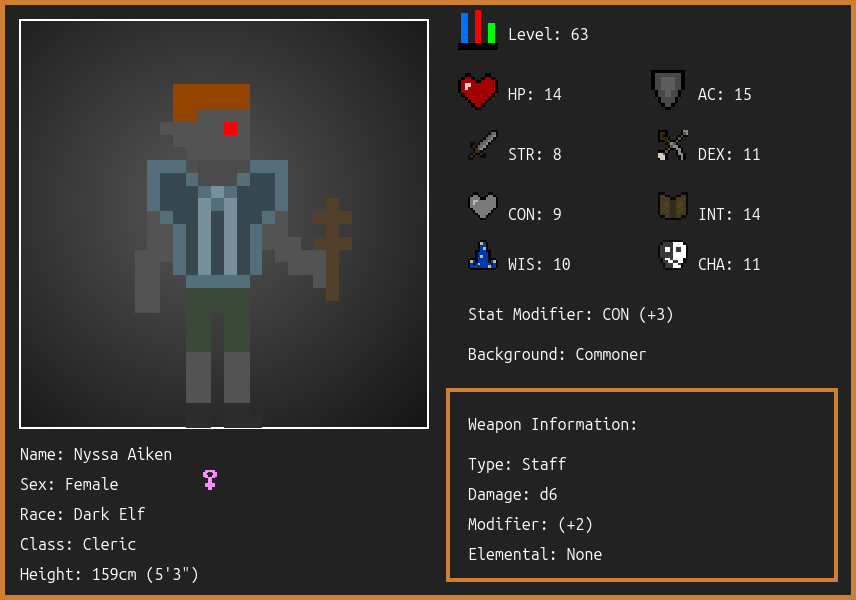 Level: 63
HP: 14
AC: 15
STR: 8
DEX: 11
CON: 9
INT: 14
WIS: 10
CHA: 11
Stat Modifier: CON (+3)
Background: Commoner
Weapon Information:
Type: Staff
Damage: d6
Modifier: (+2)
Elemental: None
Name: Nyssa Aiken
Sex: Female
Race: Dark Elf
Class: Cleric
Height: 159cm (5'3")